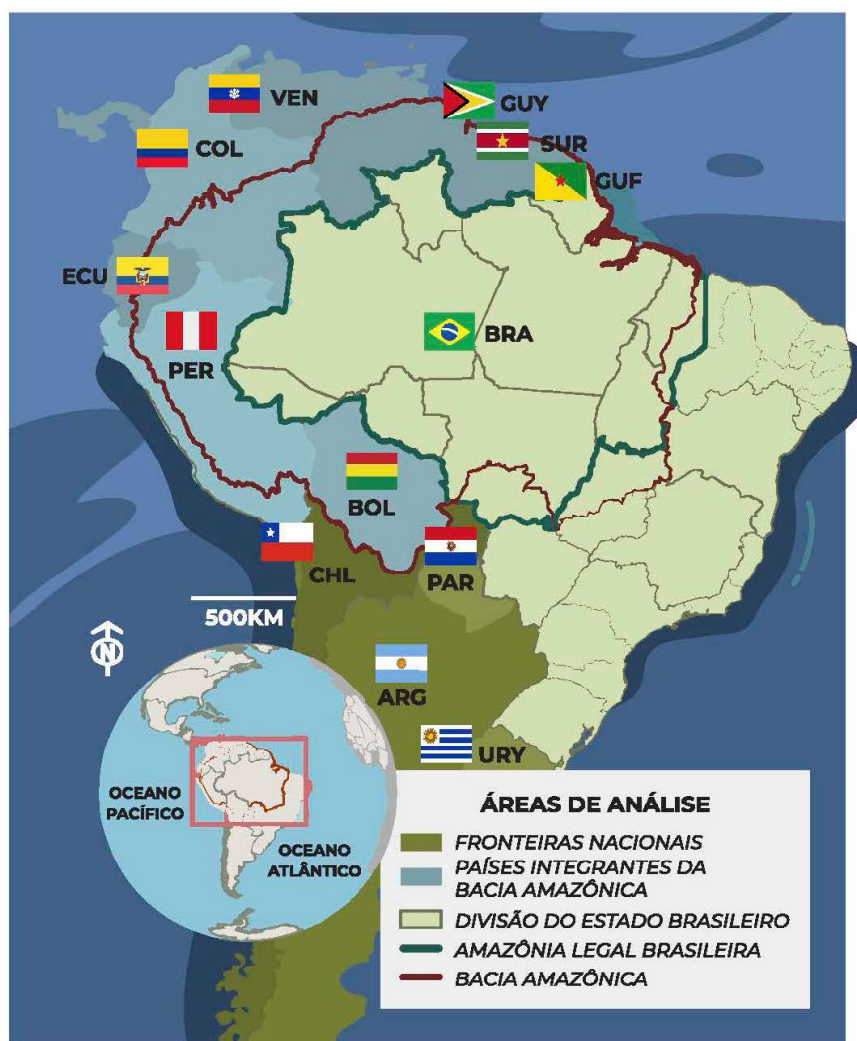 VEN
GUY
COL
SUR
GUF
ECU
BRA
PER
BOL
CHL
PAR
500KM
N
ARG
URY
OCEANO
PACÍFICO
OCEANO
ATLÂNTICO
ÁREAS DE ANÁLISE
FRONTEIRAS NACIONAIS
PAÍSES INTEGRANTES DA
BACIA AMAZÔNICA
DIVISÃO DO ESTADO BRASILEIRO
AMAZÔNIA LEGAL BRASILEIRA
BACIA AMAZÔNICA